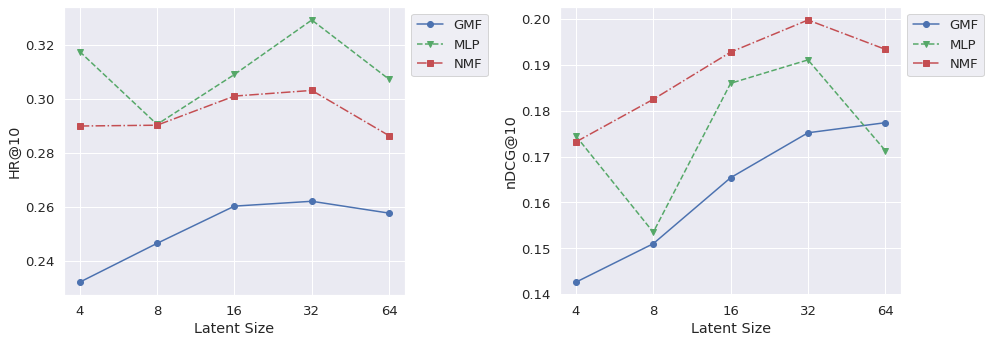 HR@10
0.32
0.30
0.28
0.26
0.24
4 8 16 32 64
Latent Size
GMF
MLP
NMF
nDCG@10
0.20
0.19
0.18
0.17
0.16
0.15
0.14
4 8 16 32 64
Latent Size
GMF
MLP
NMF